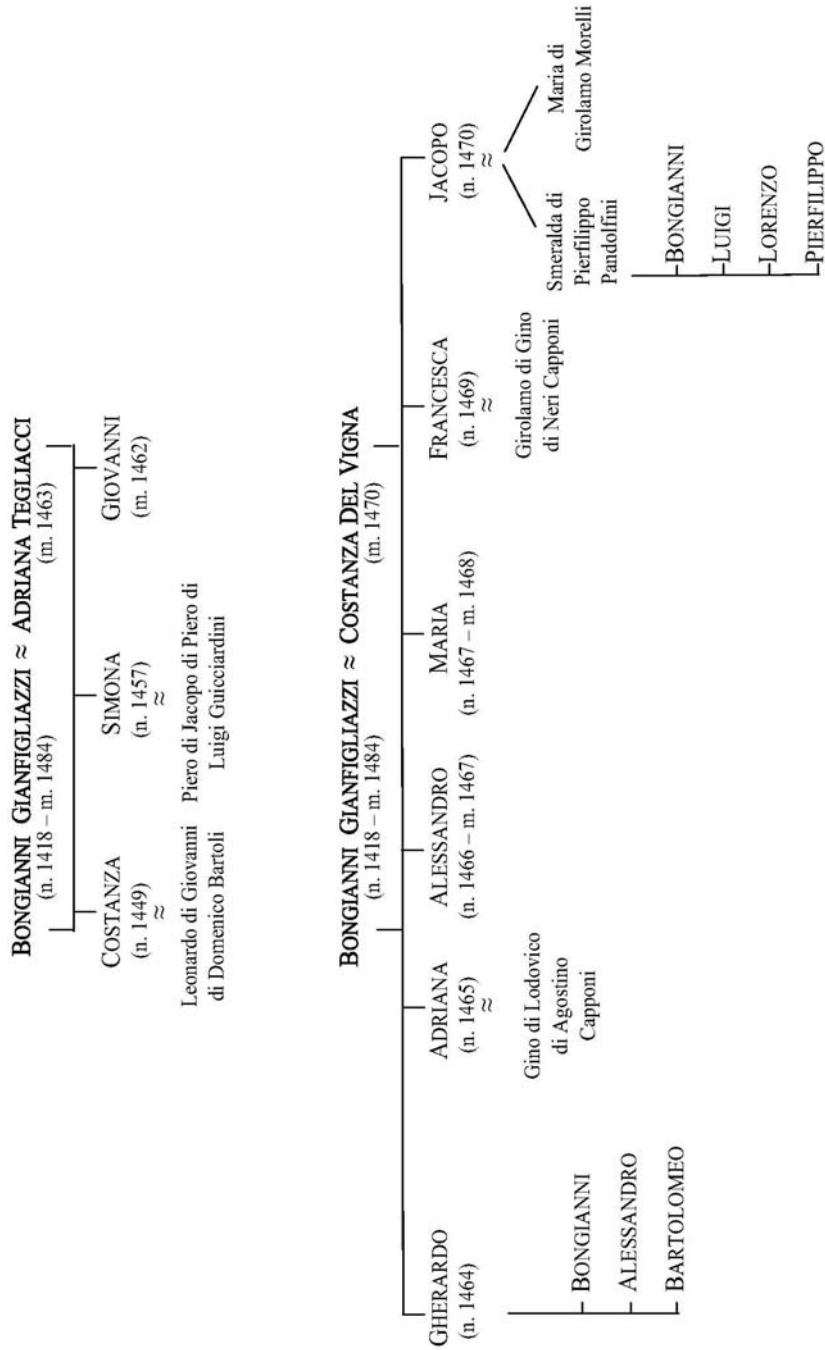 BONGIANNI GIANFIGLIAZZI ≈ ADRIANA TEGLIACCI
(n. 1418 – m. 1484) (m. 1463)
COSTANZA
(n. 1449)
≈
Leonardo di Giovanni
di Domenico Bartoli
SIMONA
(n. 1457)
≈
Piero di Jacopo di Piero di
Luigi Guicciardini
GIOVANNI
(m. 1462)
BONGIANNI GIANFIGLIAZZI ≈ COSTANZA DEL VIGNA
(n. 1418 – m. 1484) (m. 1470)
GHERARDO
(n. 1464)
BONGIANNI
ALESSANDRO
BARTOLOMEO
ADRIANA
(n. 1465)
≈
Gino di Lodovico
di Agostino
Capponi
ALESSANDRO
(n. 1466 – m. 1467)
MARIA
(n. 1467 – m. 1468)
FRANCESCA
(n. 1469)
≈
Girolamo di Gino
di Neri Capponi
JACOPO
(n. 1470)
≈
Smeralda di
Pierfilippo
Pandolfini
BONGIANNI
LUIGI
LORENZO
PIERFILIPPO
Maria di
Girolamo Morelli